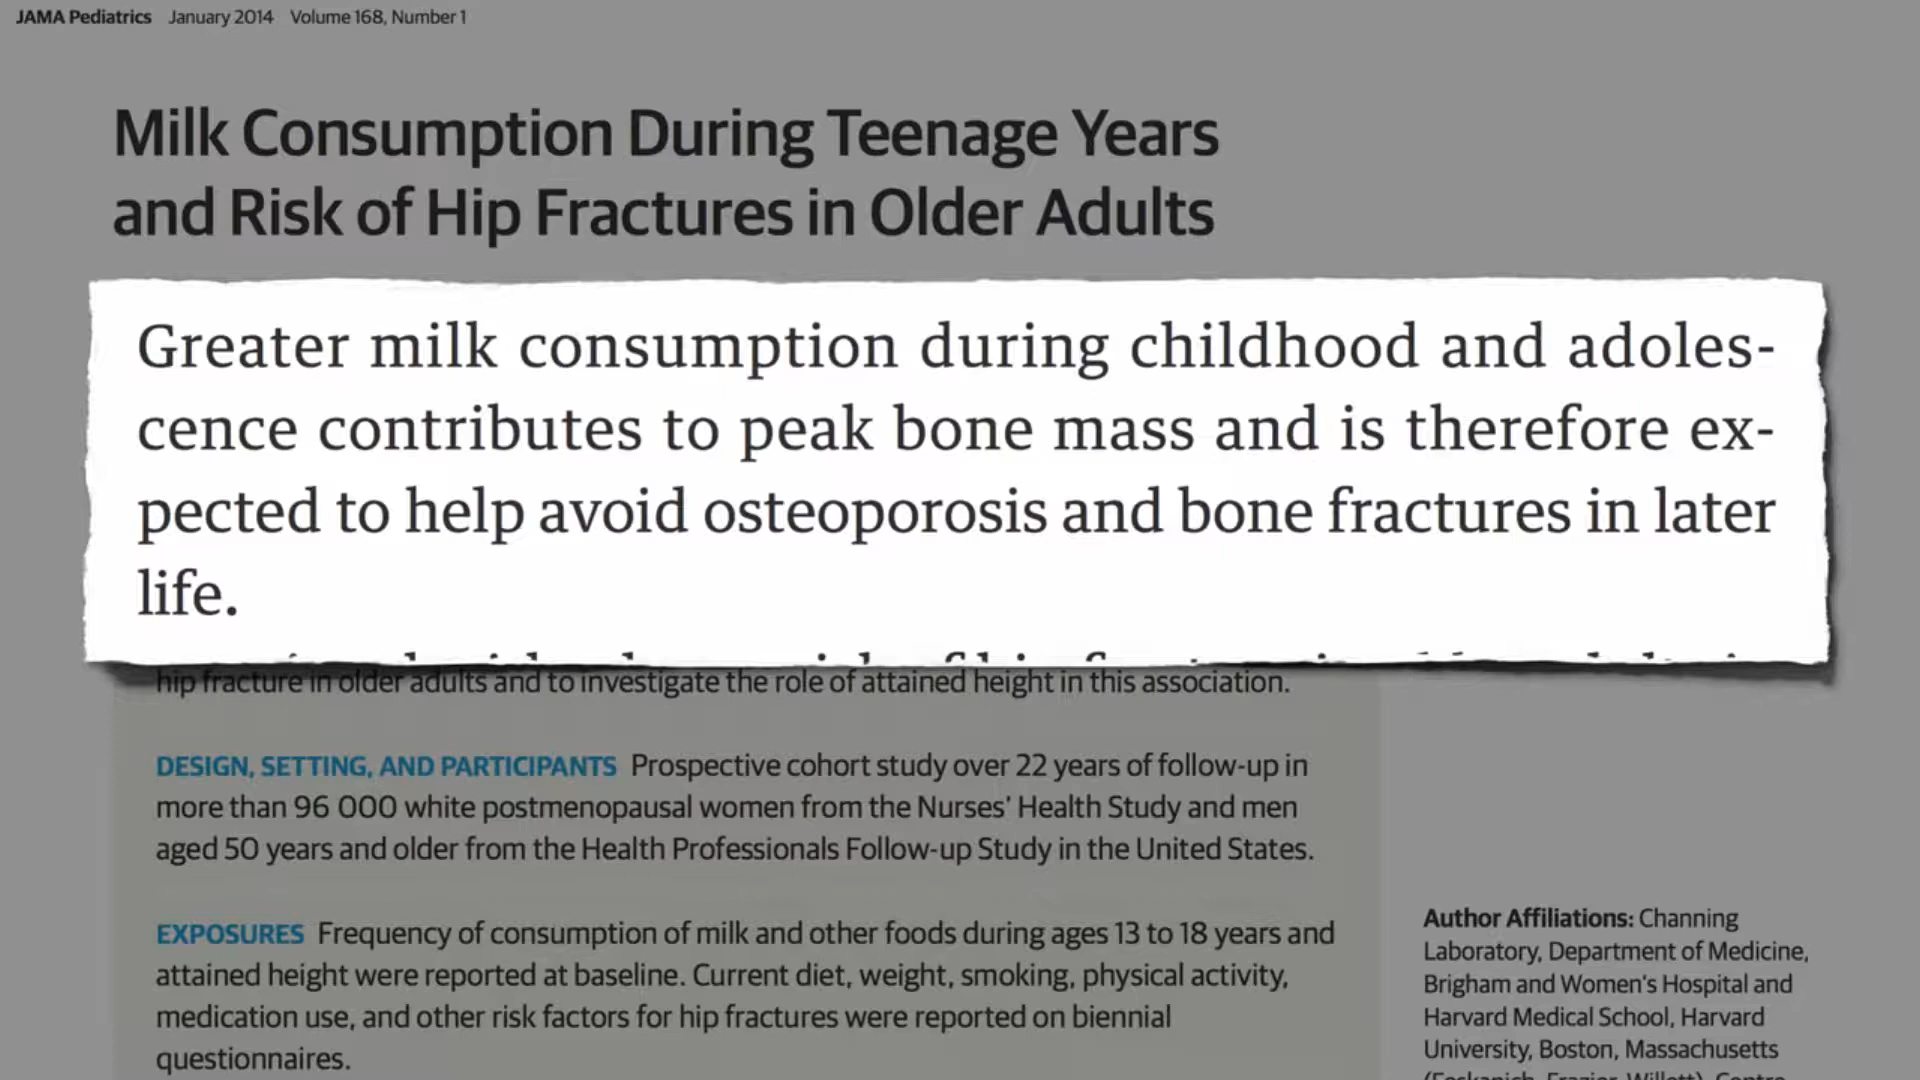 JAMA Pediatrics January 2014 Volume 168, Number 1
Milk Consumption During Teenage Years
and Risk of Hip Fractures in Older Adults
Greater milk consumption during childhood and adoles-
cence contributes to peak bone mass and is therefore ex-
pected to help avoid osteoporosis and bone fractures in later
life.
hip fracture in older adults and to investigate the role of attained height in this association.
DESIGN, SETTING, AND PARTICIPANTS Prospective cohort study over 22 years of follow-up in
more than 96 000 white postmenopausal women from the Nurses' Health Study and men
aged 50 years and older from the Health Professionals Follow-up Study in the United States.
EXPOSURES Frequency of consumption of milk and other foods during ages 13 to 18 years and
attained height were reported at baseline. Current diet, weight, smoking, physical activity,
medication use, and other risk factors for hip fractures were reported on biennial
questionnaires.
Author Affiliations: Channing
Laboratory, Department of Medicine,
Brigham and Women's Hospital and
Harvard Medical School, Harvard
University, Boston, Massachusetts